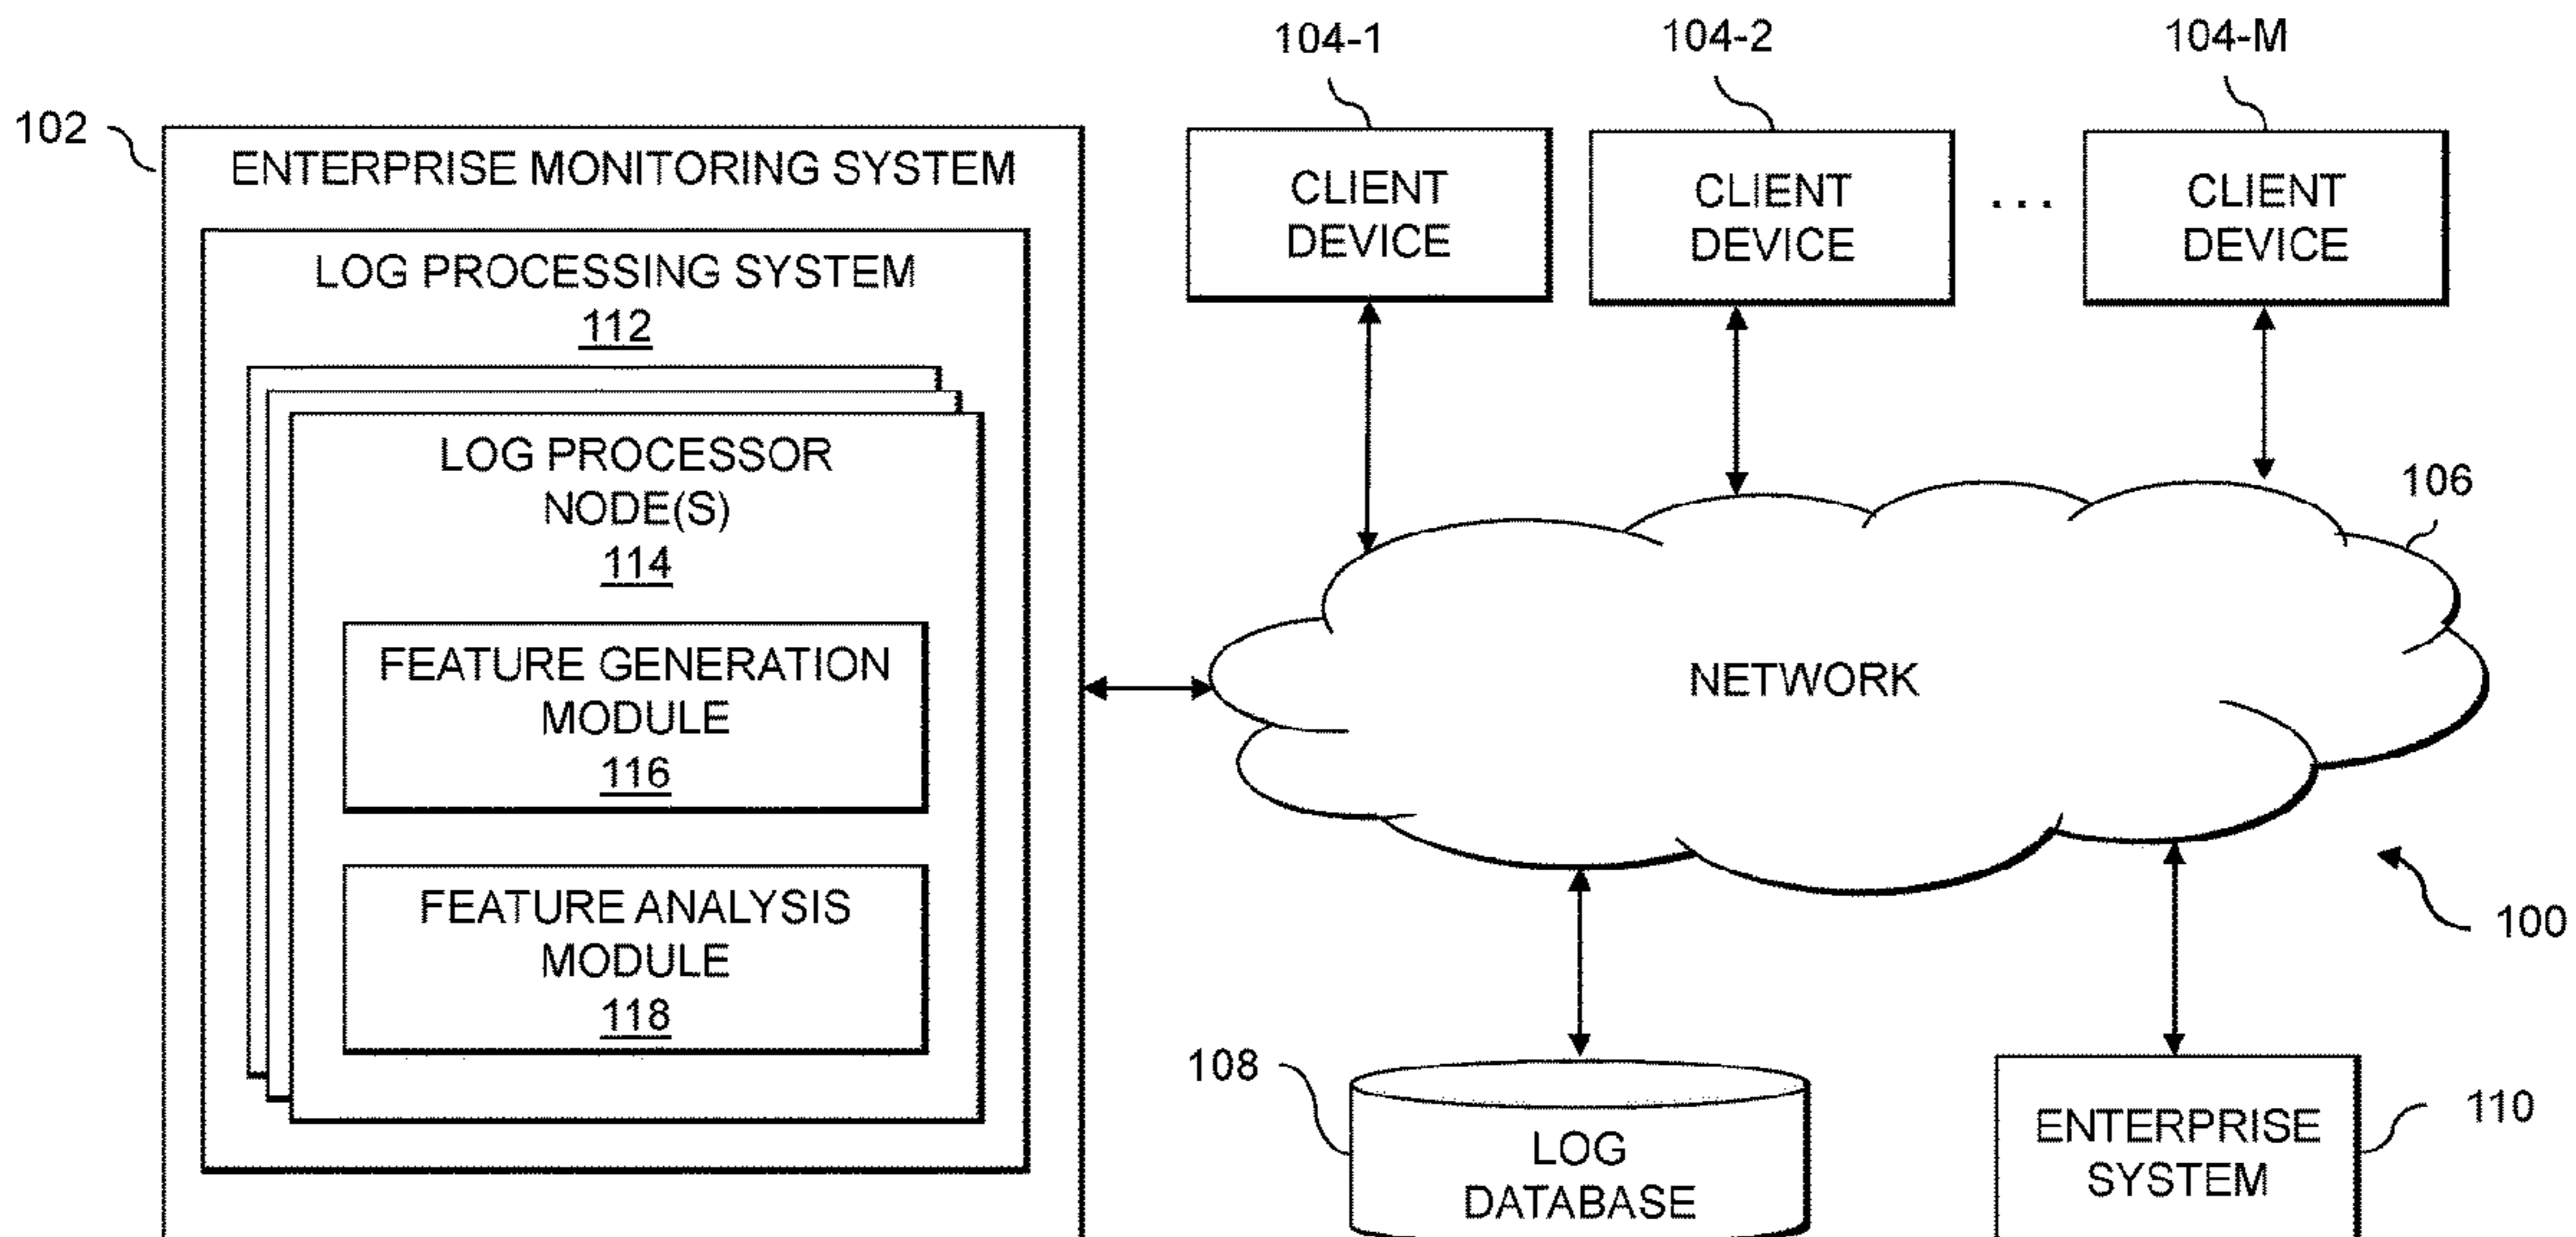 104-1
104-2
104-M
102
ENTERPRISE MONITORING SYSTEM
LOG PROCESSING SYSTEM
112
LOG PROCESSOR
NODE(S)
114
FEATURE GENERATION
MODULE
116
FEATURE ANALYSIS
MODULE
118
CLIENT
DEVICE
CLIENT
DEVICE
...
CLIENT
DEVICE
106
NETWORK
100
108
LOG
DATABASE
ENTERPRISE
SYSTEM
110